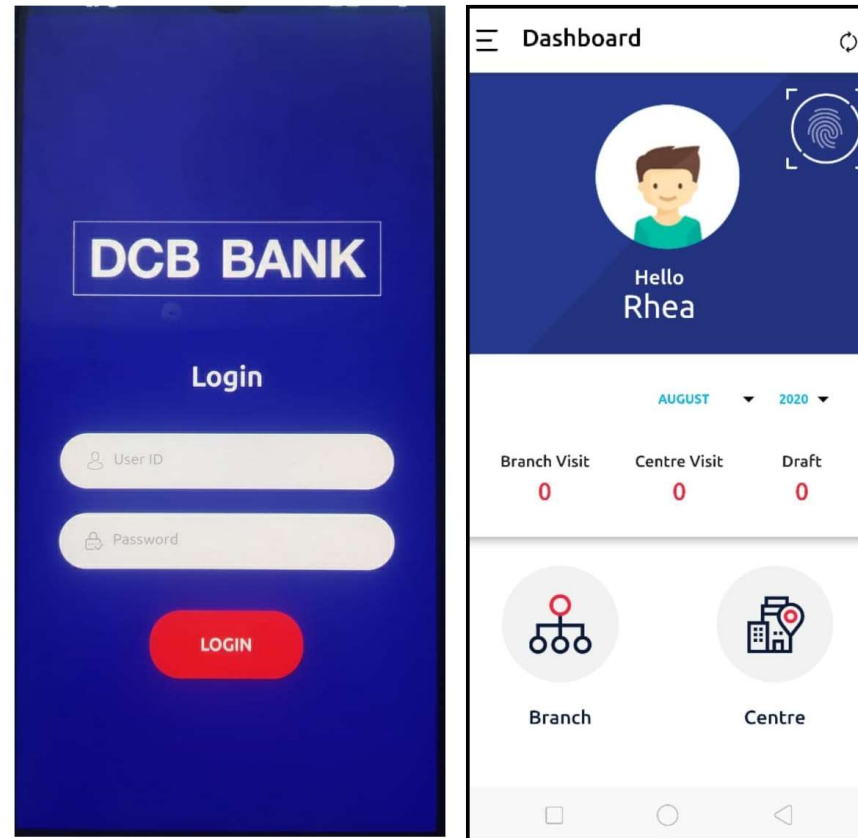 DCB BANK
Login
User ID
Password
LOGIN
Dashboard
Hello
Rhea
AUGUST 2020
Branch Visit Centre Visit Draft
0 0 0
Branch Centre